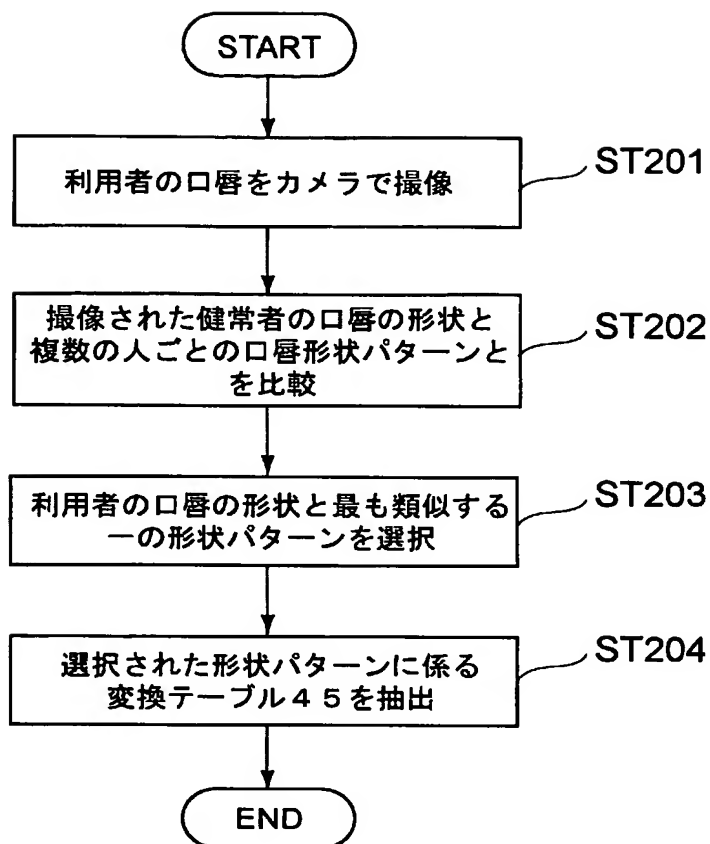 START
利用者の口唇をカメラで撮像
ST201
撮像された健常者の口唇の形状と
複数の人ごとの口唇形状パターンと
を比較
ST202
利用者の口唇の形状と最も類似する
一の形状パターンを選択
ST203
選択された形状パターンに係る
変換テーブル45を抽出
ST204
END